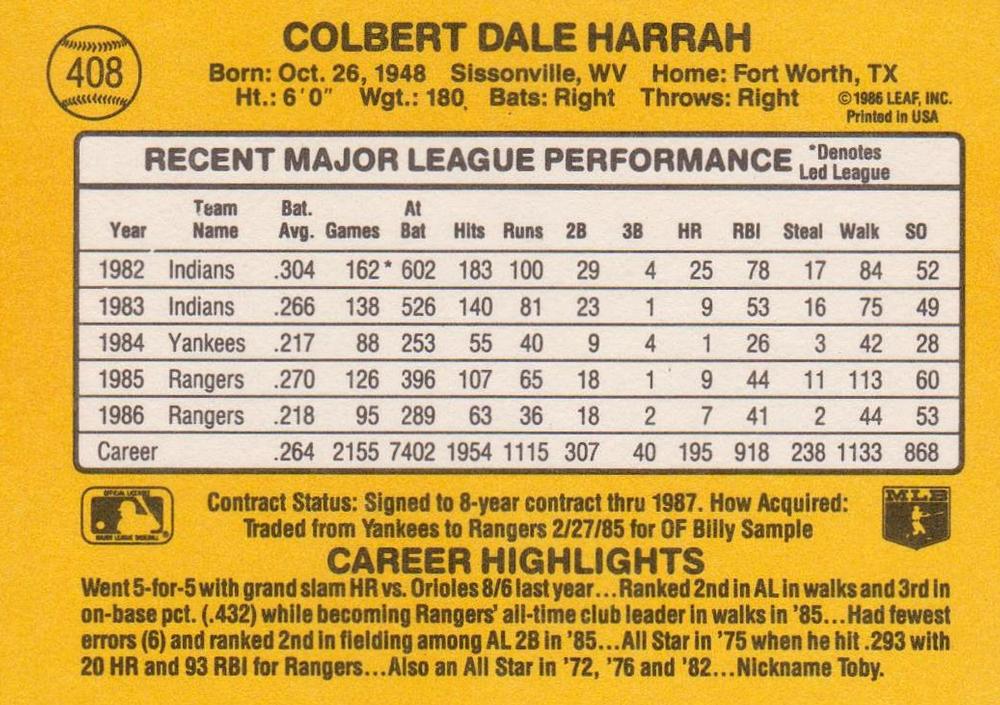 408
COLBERT DALE HARRAH
Born: Oct. 26, 1948 Sissonville, WV Home: Fort Worth, TX
Ht.: 6'0" Wgt.: 180 Bats: Right Throws: Right ©1986 LEAF, INC.
Printed in USA
RECENT MAJOR LEAGUE PERFORMANCE *Denotes Led League
Year Team Name Bat. Avg. Games At Bat Hits Runs 2B 3B HR RBI Steal Walk SO
1982 Indians .304 162* 602 183 100 29 4 25 78 17 84 52
1983 Indians .266 138 526 140 81 23 1 9 53 16 75 49
1984 Yankees .217 88 253 55 40 9 4 1 26 3 42 28
1985 Rangers .270 126 396 107 65 18 1 9 44 11 113 60
1986 Rangers .218 95 289 63 36 18 2 7 41 2 44 53
Career .264 2155 7402 1954 1115 307 40 195 918 238 1133 868
Contract Status: Signed to 8-year contract thru 1987. How Acquired:
Traded from Yankees to Rangers 2/27/85 for OF Billy Sample
MLB
CAREER HIGHLIGHTS
Went 5-for-5 with grand slam HR vs. Orioles 8/6 last year...Ranked 2nd in AL in walks and 3rd in
on-base pct. (.432) while becoming Rangers' all-time club leader in walks in '85...Had fewest
errors (6) and ranked 2nd in fielding among AL 2B in '85...All Star in '75 when he hit .293 with
20 HR and 93 RBI for Rangers...Also an All Star in '72, '76 and '82...Nickname Toby.